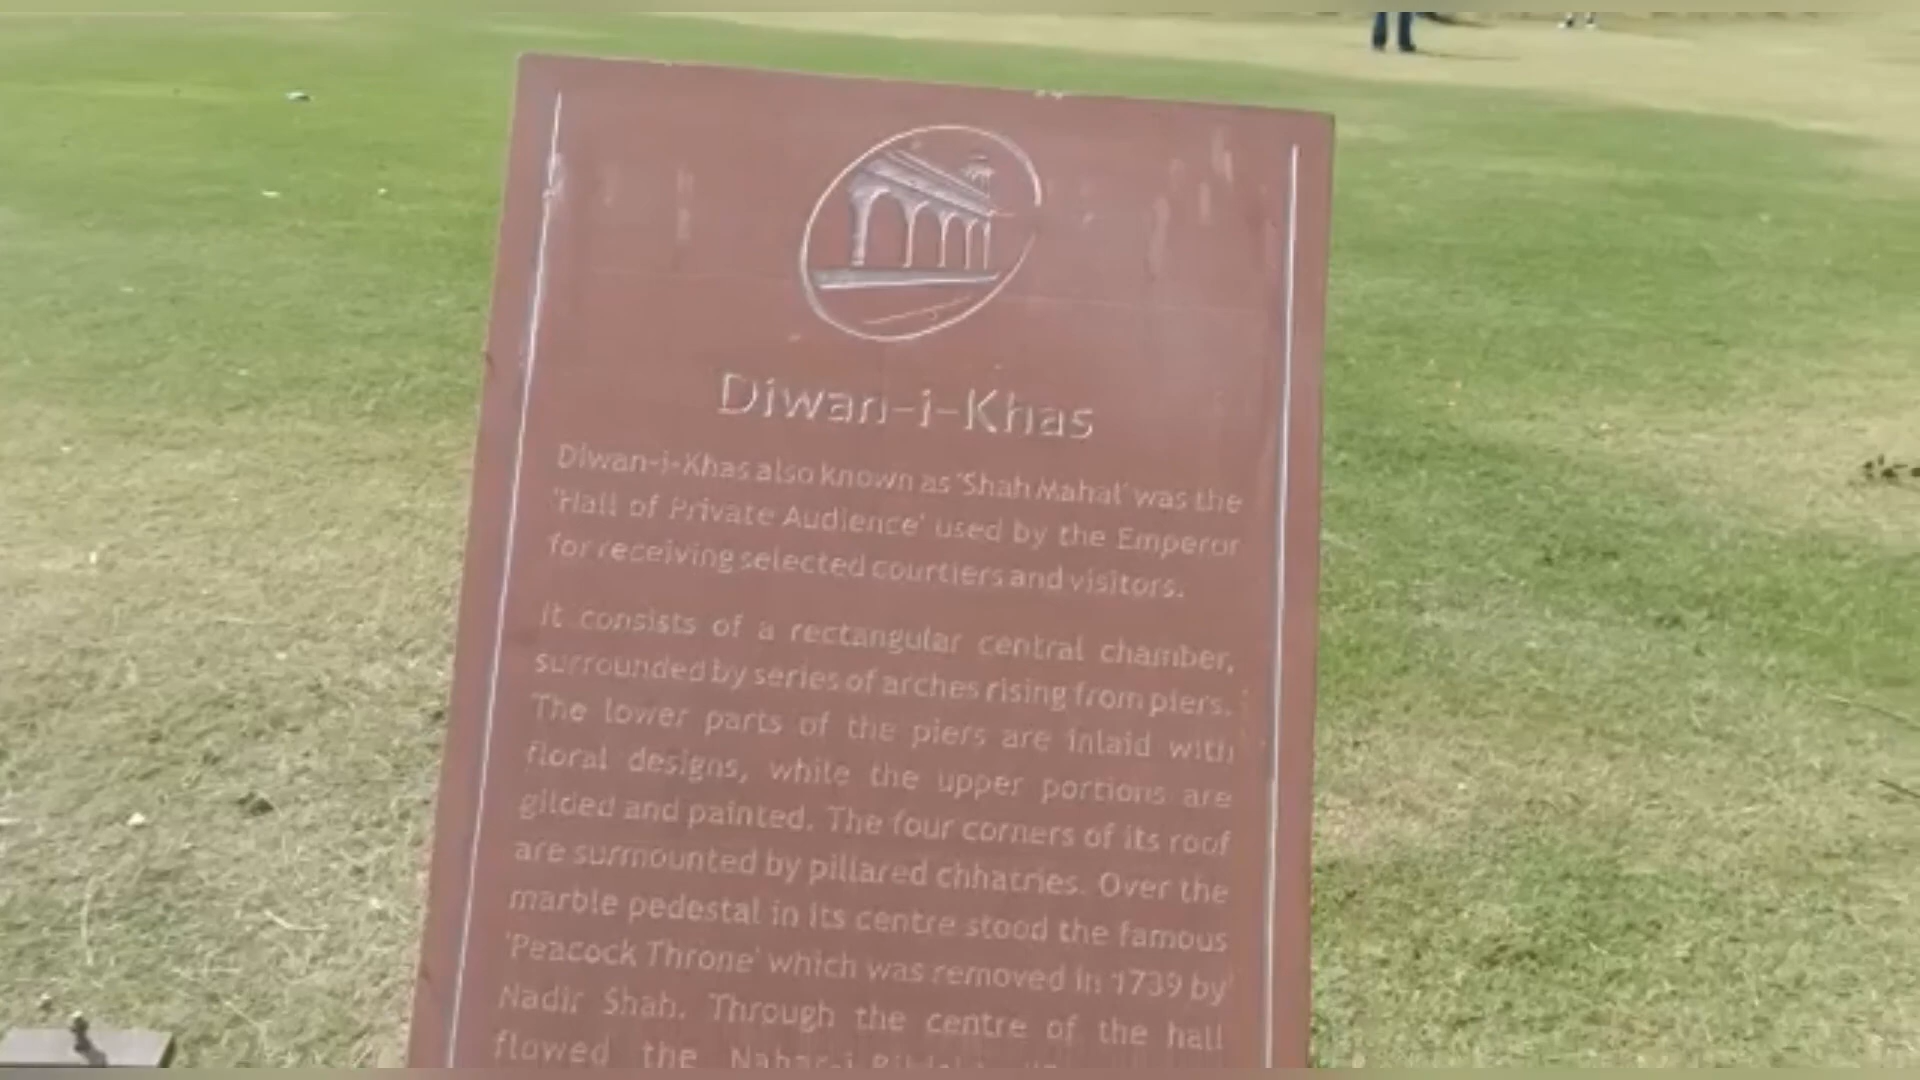 Diwan-i-Khas
Diwan-i-Khas also known as 'Shah Mahal' was the
'Hall of Private Audience' used by the Emperor
for receiving selected courtiers and visitors.
It consists of a rectangular central chamber,
surrounded by series of arches rising from piers.
The lower parts of the piers are inlaid with
floral designs, while the upper portions are
gilded and painted. The four corners of its roof
are surmounted by pillared chhatries. Over the
marble pedestal in its centre stood the famous
'Peacock Throne' which was removed in 1739 by
Nadir Shah. Through the centre of the hall
flowed the